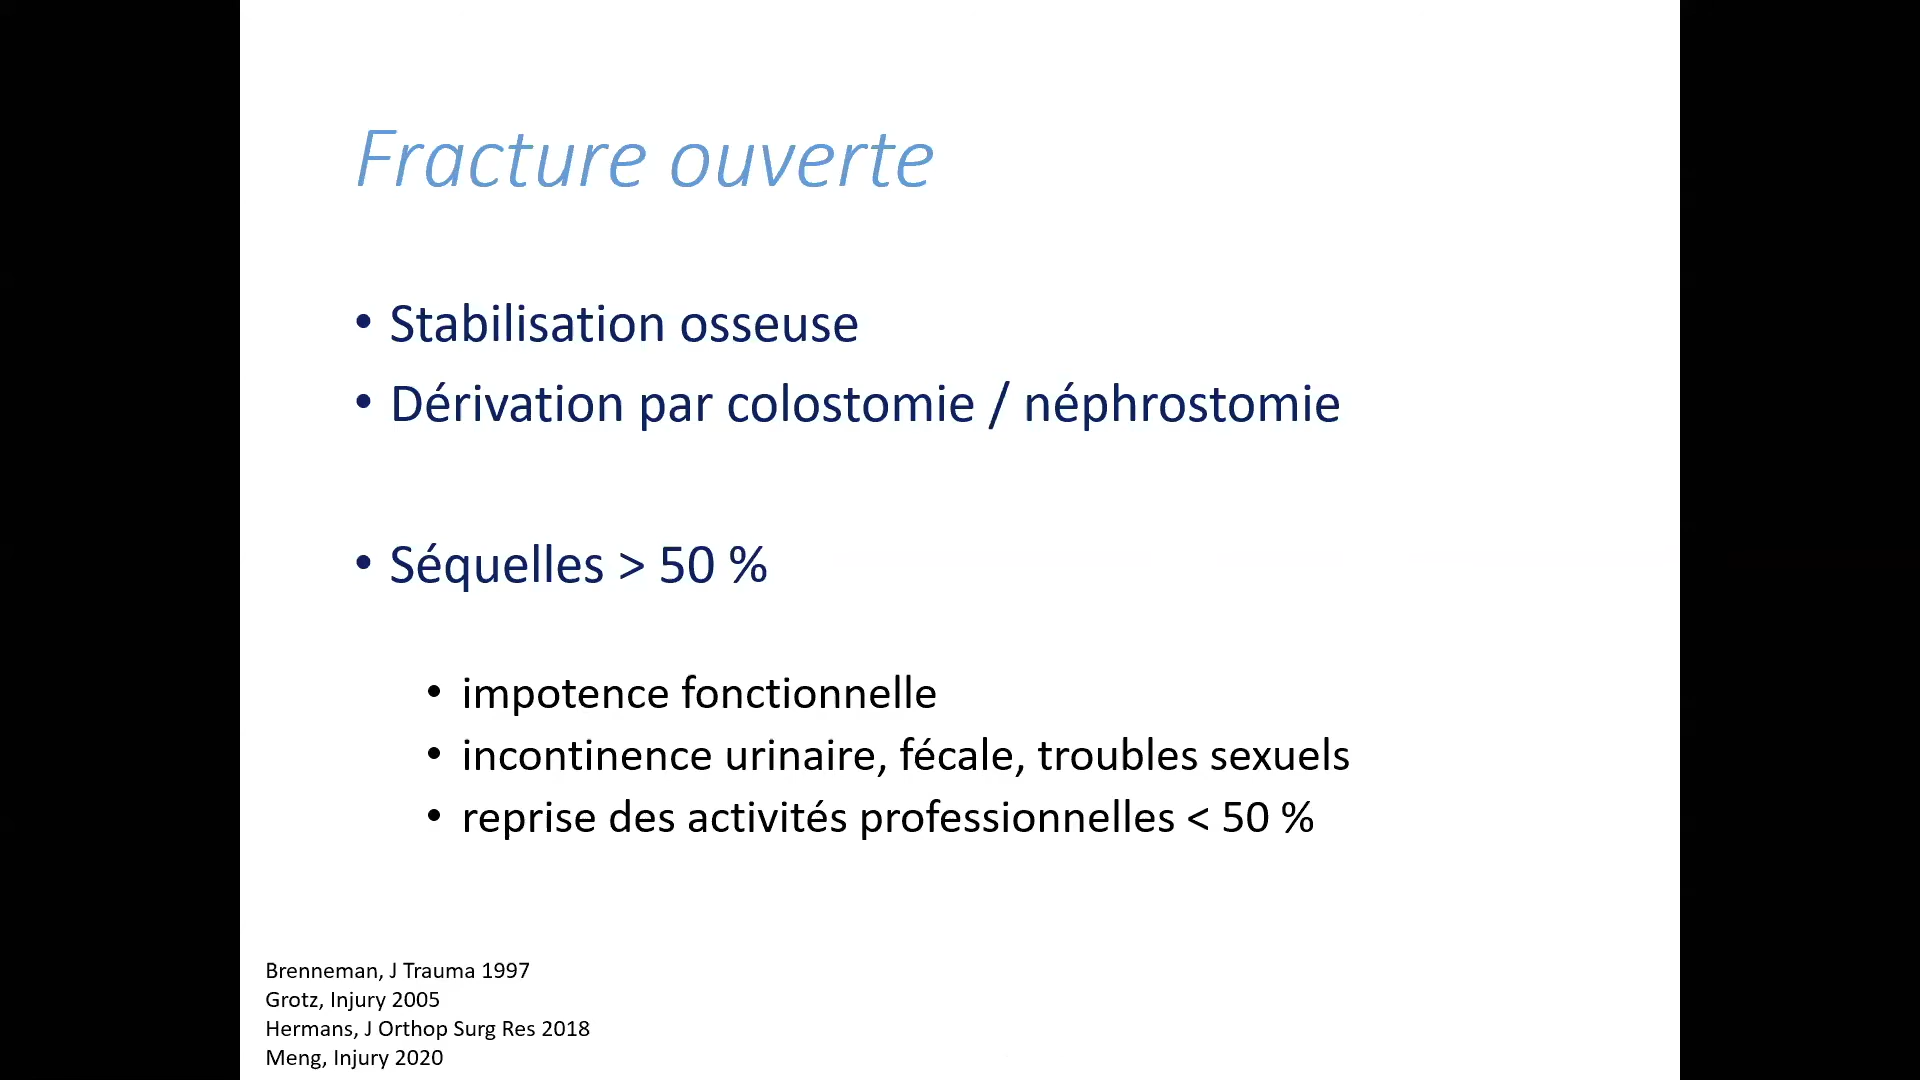 Fracture ouverte
• Stabilisation osseuse
• Dérivation par colostomie / néphrostomie
• Séquelles > 50 %
• impotence fonctionnelle
• incontinence urinaire, fécale, troubles sexuels
• reprise des activités professionnelles < 50 %
Brenneman, J Trauma 1997
Grotz, Injury 2005
Hermans, J Orthop Surg Res 2018
Meng, Injury 2020